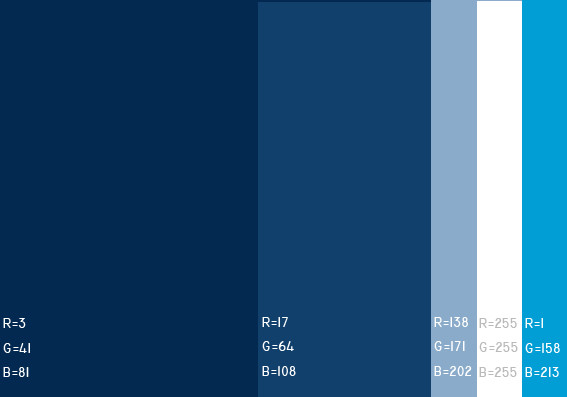 R=3
G=41
B=81
R=17
G=64
B=108
R=138
G=171
B=202
R=255
G=255
B=255
R=1
G=158
B=213